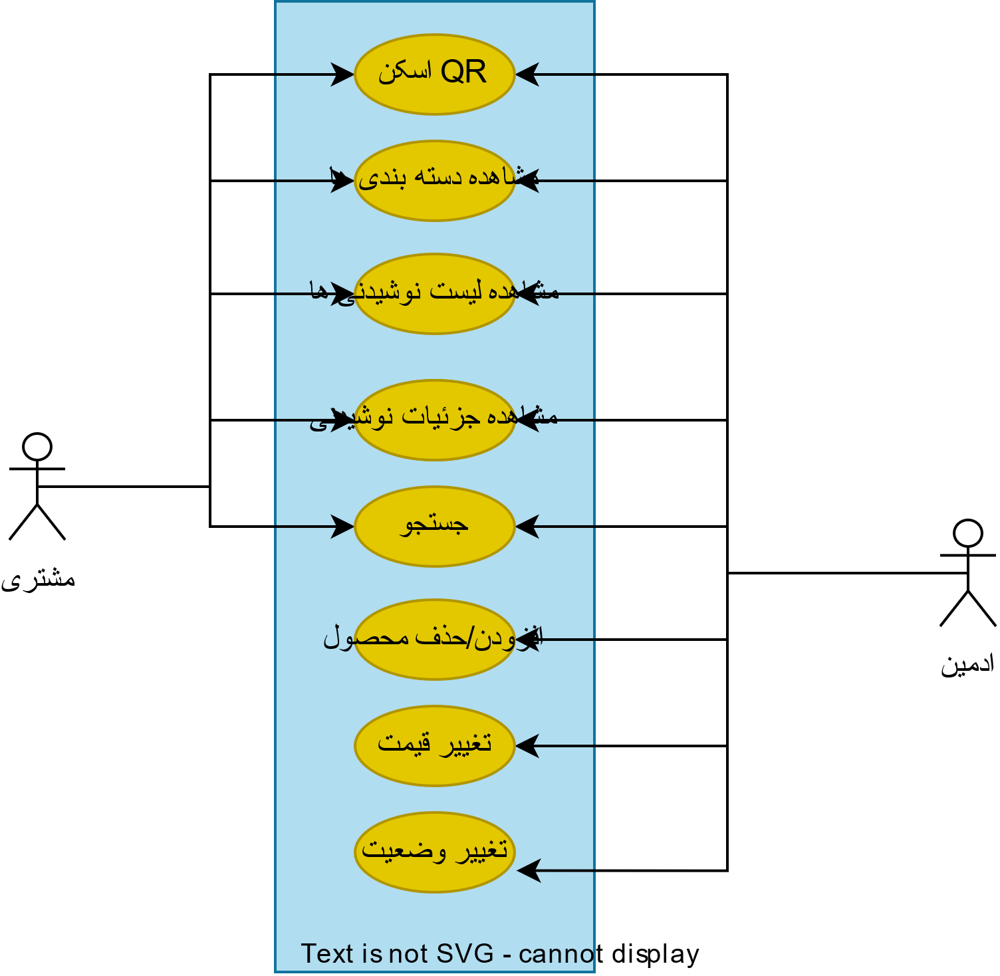 اسکن QR
مشاهده دسته بندی ها
مشاهده لیست نوشیدنی ها
مشاهده جزئیات نوشیدنی
جستجو
مشتری
افزودن/حذف محصول
ادمین
تغییر قیمت
تغییر وضعیت
Text is not SVG - cannot display